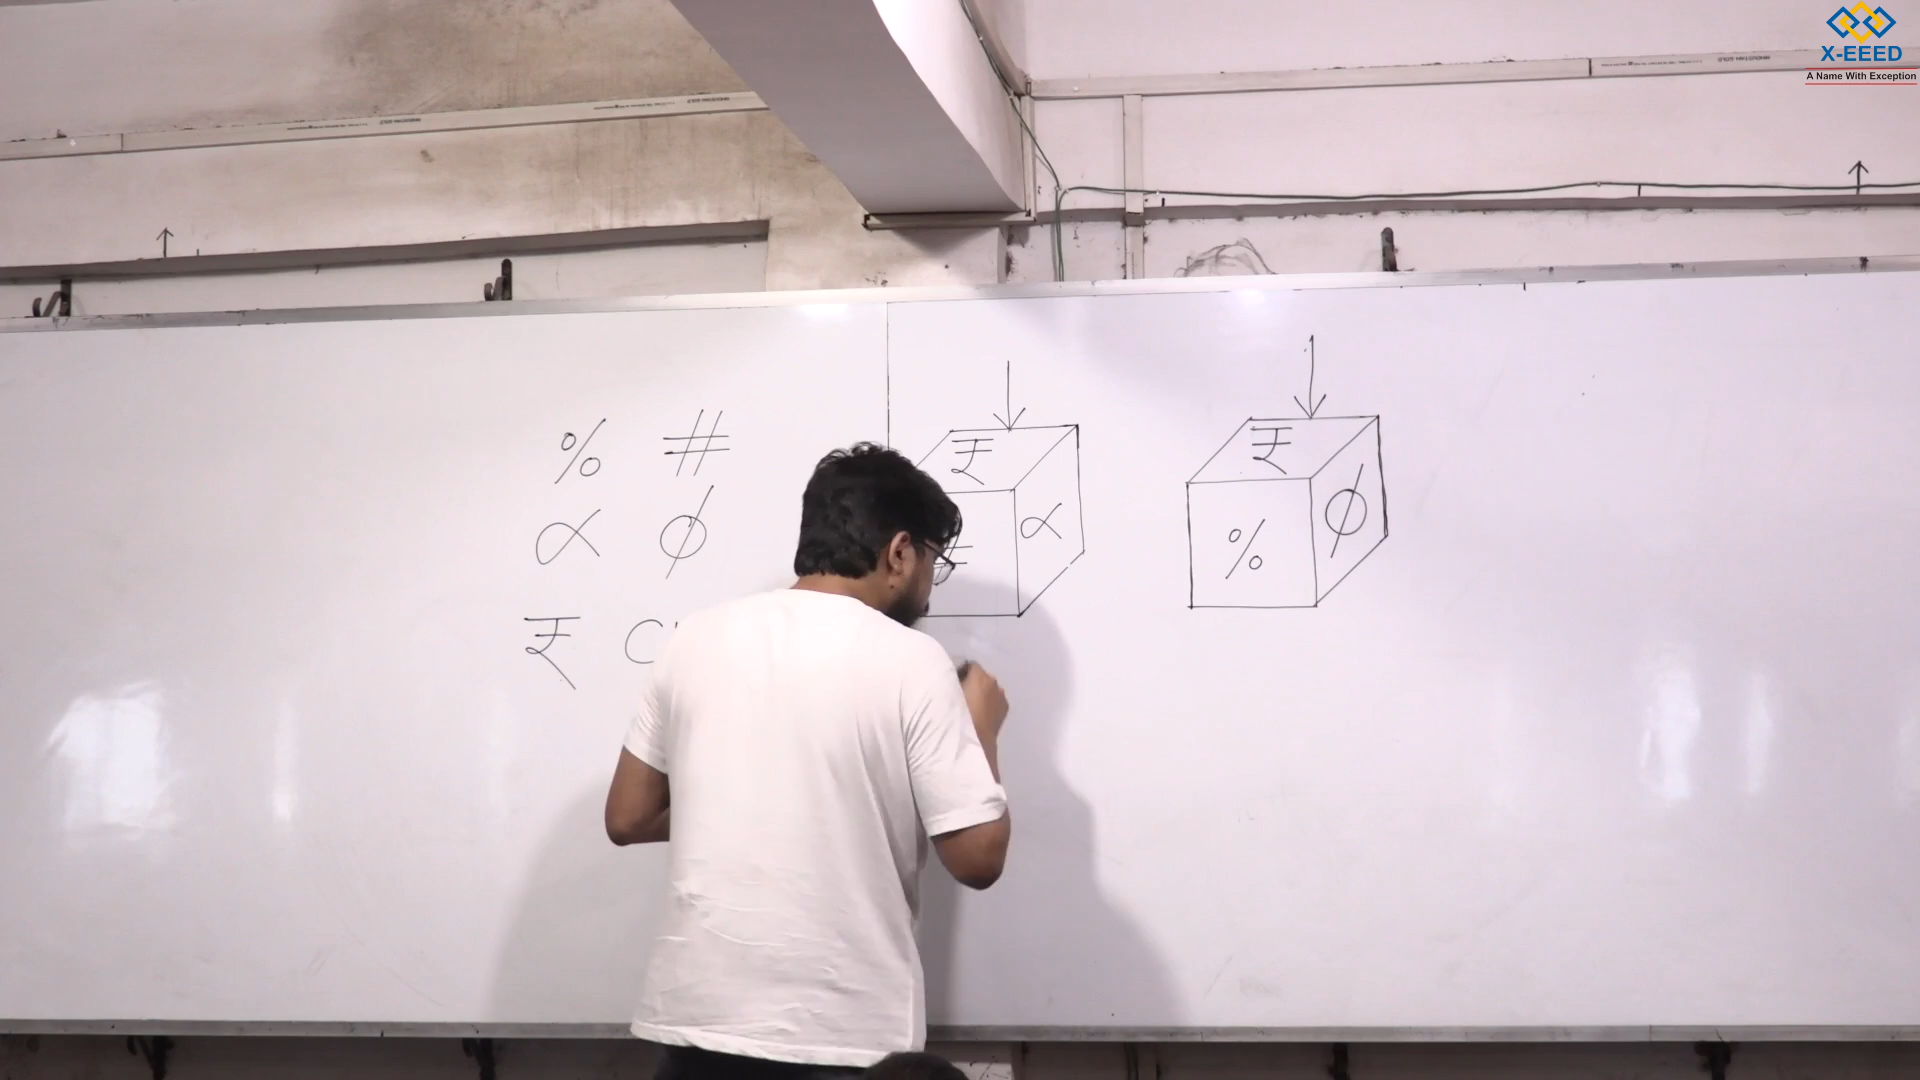 X-EEED
A Name With Exception
% #
α ϕ
₹
₹
α
₹
%
ϕ